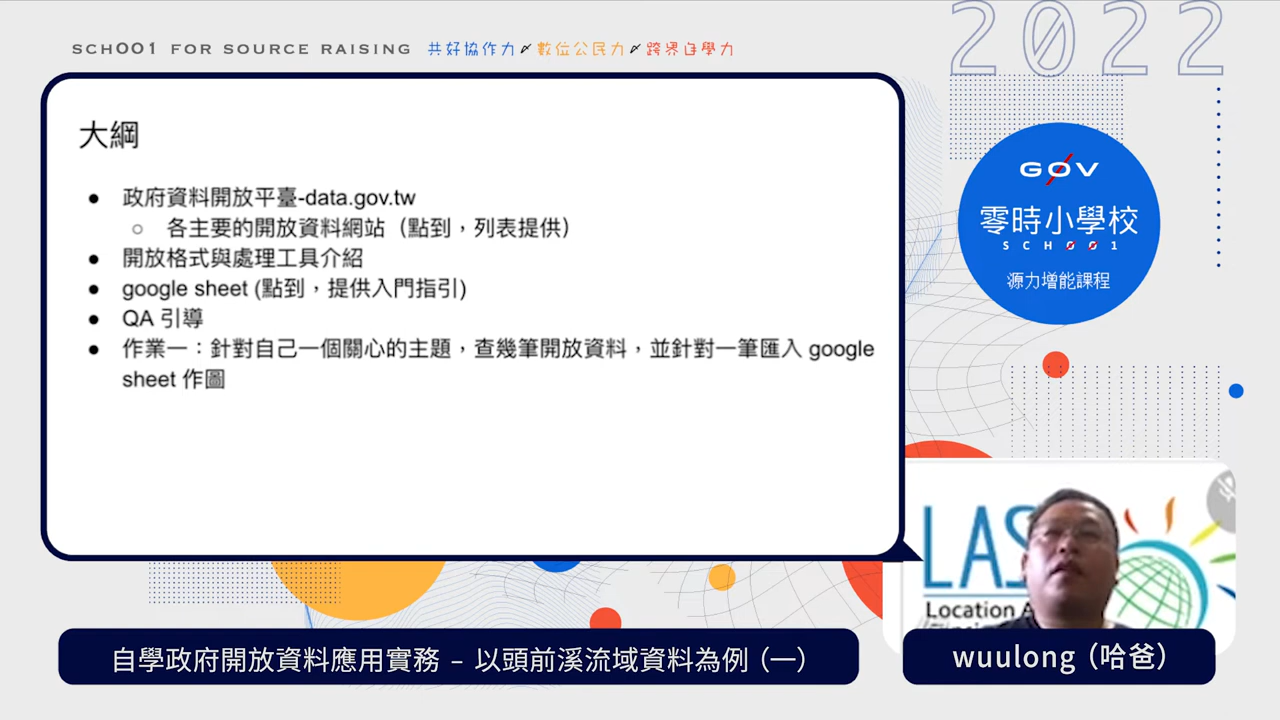 2022
SCHOO1 FOR SOURCE RAISING 共好協作力 數位公民力 跨界自學力
大綱
政府資料開放平臺-data.gov.tw
各主要的開放資料網站（點到，列表提供）
開放格式與處理工具介紹
google sheet (點到，提供入門指引)
QA 引導
作業一：針對自己一個關心的主題，查幾筆開放資料，並針對一筆匯入 google
sheet 作圖
G0V
零時小學校
SCH001
源力增能課程
LAS
Location A
自學政府開放資料應用實務 – 以頭前溪流域資料為例（一）
wuulong（哈爸）